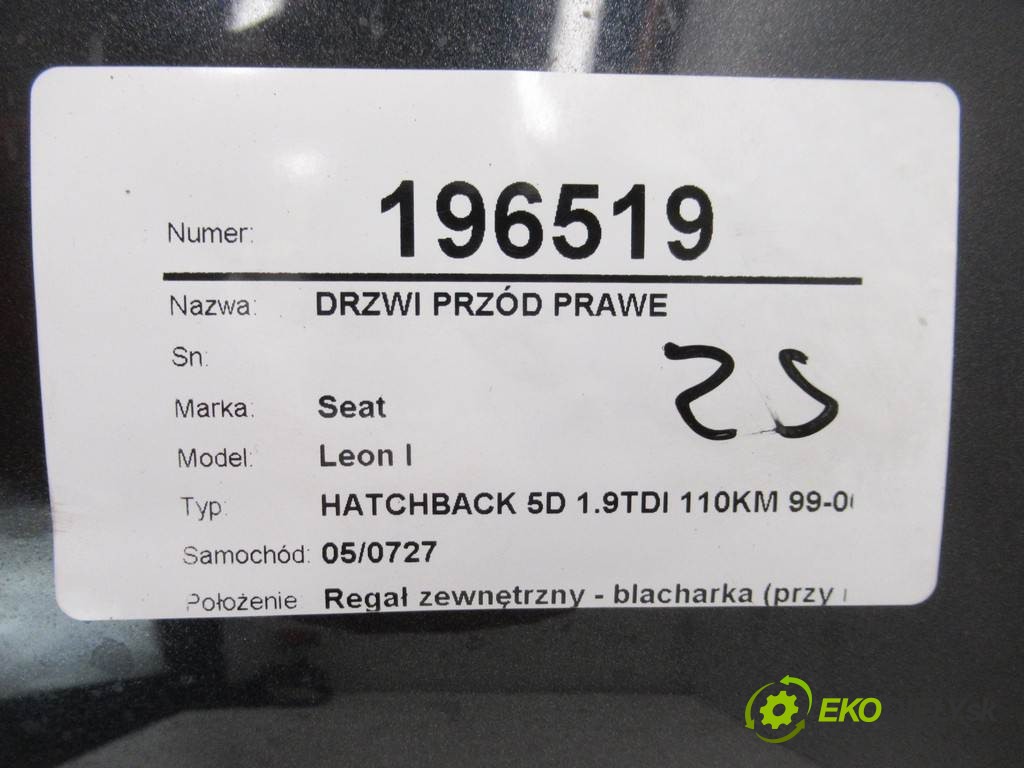 Numer: 196519
Nazwa: DRZWI PRZÓD PRAWE
Sn:
Marka: Seat
Model: Leon I
Typ: HATCHBACK 5D 1.9TDI 110KM 99-0
Samochód: 05/0727
Położenie Regał zewnętrzny - blacharka (przy
EKO